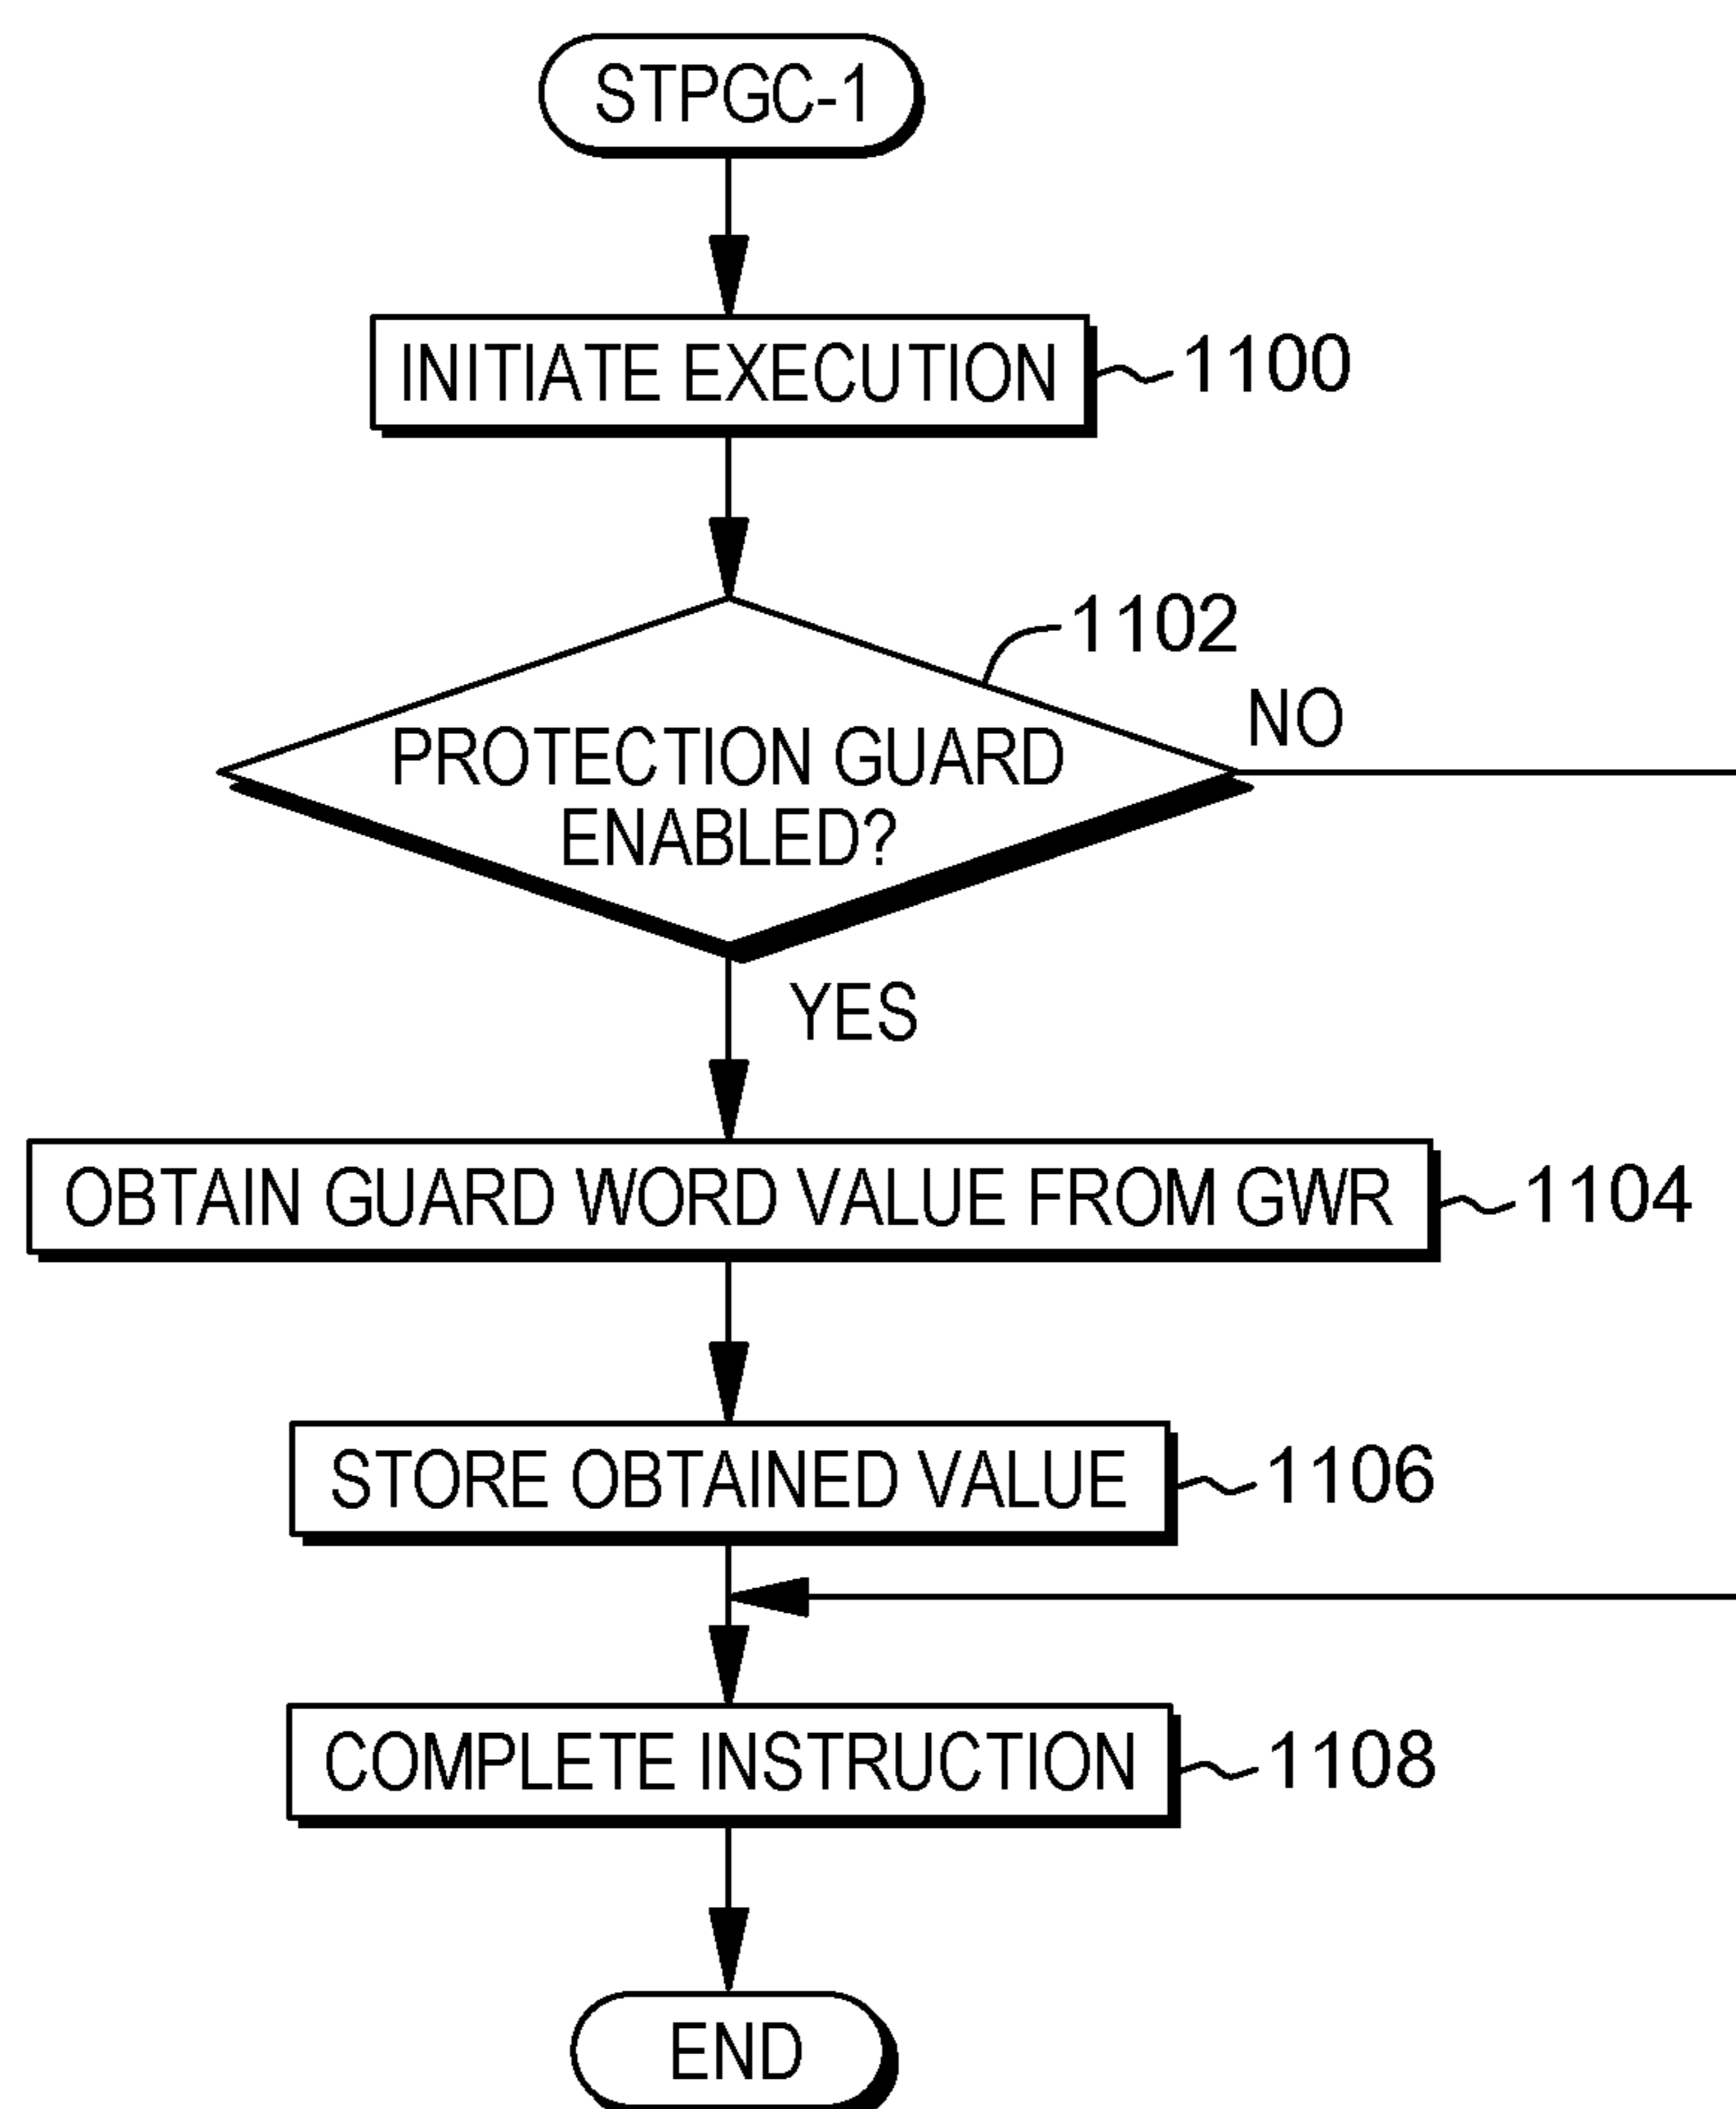 STPGC-1
INITIATE EXECUTION
1100
1102
PROTECTION GUARD
ENABLED?
NO
YES
OBTAIN GUARD WORD VALUE FROM GWR
1104
STORE OBTAINED VALUE
1106
COMPLETE INSTRUCTION
1108
END